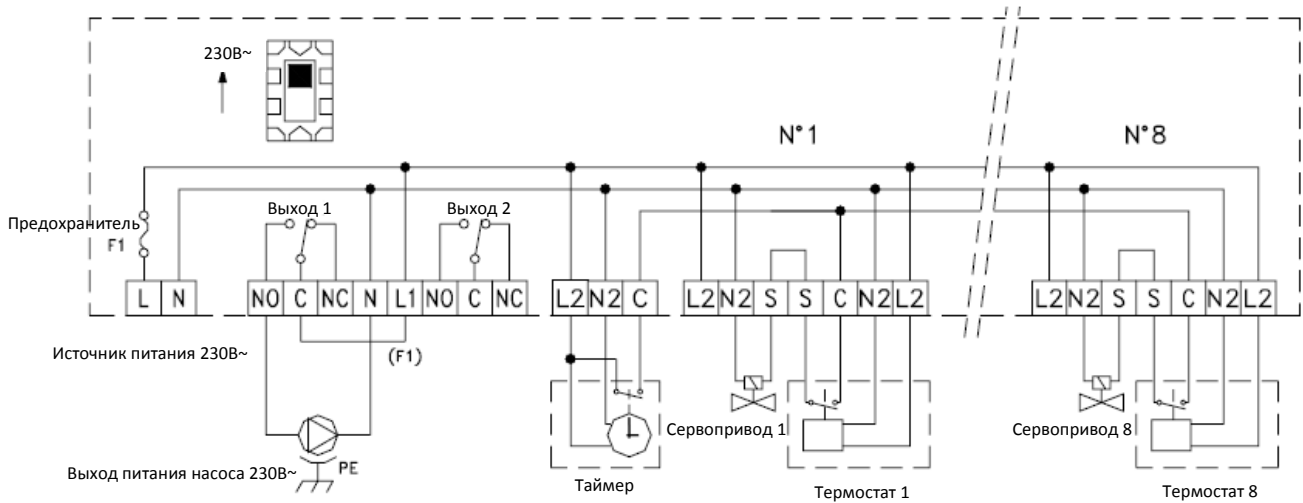 230В~
N°1
N°8
Предохранитель
F1
Выход 1
Выход 2
L N
NO C NC N L1 NO C NC
L2 N2 C
L2 N2 S S C N2 L2
L2 N2 S S C N2 L2
Источник питания 230В~
(F1)
Сервопривод 1
Сервопривод 8
Выход питания насоса 230В~
PE
Таймер
Термостат 1
Термостат 8